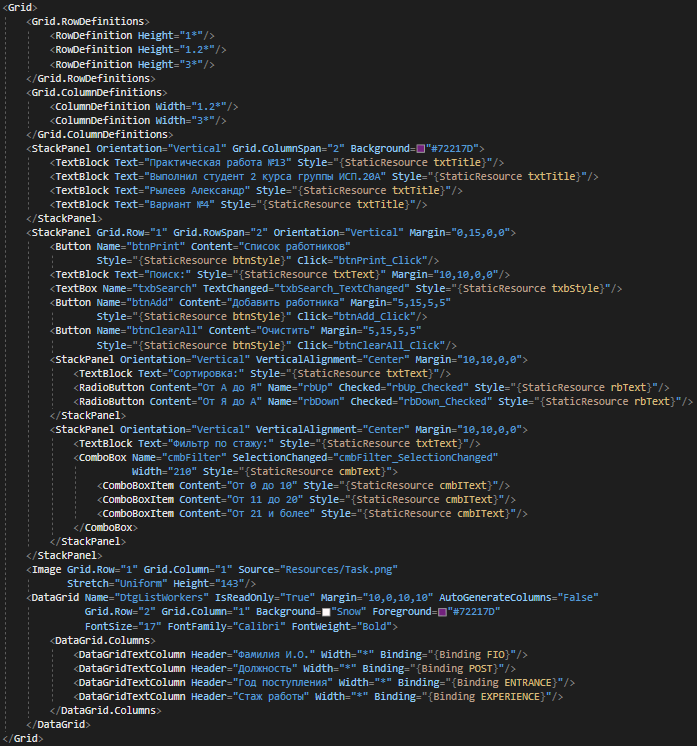 <Grid>
<Grid.RowDefinitions>
<RowDefinition Height="1*"/>
<RowDefinition Height="1.2*"/>
<RowDefinition Height="3*"/>
</Grid.RowDefinitions>
<Grid.ColumnDefinitions>
<ColumnDefinition Width="1.2*"/>
<ColumnDefinition Width="3*"/>
</Grid.ColumnDefinitions>
<StackPanel Orientation="Vertical" Grid.ColumnSpan="2" Background="#72217D">
<TextBlock Text="Практическая работа №13" Style="{StaticResource txtTitle}"/>
<TextBlock Text="Выполнил студент 2 курса группы ИСП.20А" Style="{StaticResource txtTitle}"/>
<TextBlock Text="Рылеев Александр" Style="{StaticResource txtTitle}"/>
<TextBlock Text="Вариант №4" Style="{StaticResource txtTitle}"/>
</StackPanel>
<StackPanel Grid.Row="1" Grid.RowSpan="2" Orientation="Vertical" Margin="0,15,0,0">
<Button Name="btnPrint" Content="Список работников"
Style="{StaticResource btnStyle}" Click="btnPrint_Click"/>
<TextBlock Text="Поиск:" Style="{StaticResource txtText}" Margin="10,10,0,0"/>
<TextBox Name="txbSearch" TextChanged="txbSearch_TextChanged" Style="{StaticResource txbStyle}"/>
<Button Name="btnAdd" Content="Добавить работника" Margin="5,15,5,5"
Style="{StaticResource btnStyle}" Click="btnAdd_Click"/>
<Button Name="btnClearAll" Content="Очистить" Margin="5,15,5,5"
Style="{StaticResource btnStyle}" Click="btnClearAll_Click"/>
<StackPanel Orientation="Vertical" VerticalAlignment="Center" Margin="10,10,0,0">
<TextBlock Text="Сортировка:" Style="{StaticResource txtText}"/>
<RadioButton Content="От А до Я" Name="rbUp" Checked="rbUp_Checked" Style="{StaticResource rbText}"/>
<RadioButton Content="От Я до А" Name="rbDown" Checked="rbDown_Checked" Style="{StaticResource rbText}"/>
</StackPanel>
<StackPanel Orientation="Vertical" VerticalAlignment="Center" Margin="10,10,0,0">
<TextBlock Text="Фильтр по стажу:" Style="{StaticResource txtText}"/>
<ComboBox Name="cmbFilter" SelectionChanged="cmbFilter_SelectionChanged"
Width="210" Style="{StaticResource cmbText}">
<ComboBoxItem Content="От 0 до 10" Style="{StaticResource cmbIText}"/>
<ComboBoxItem Content="От 11 до 20" Style="{StaticResource cmbIText}"/>
<ComboBoxItem Content="От 21 и более" Style="{StaticResource cmbIText}"/>
</ComboBox>
</StackPanel>
</StackPanel>
<Image Grid.Row="1" Grid.Column="1" Source="Resources/Task.png"
Stretch="Uniform" Height="143"/>
<DataGrid Name="DtgListWorkers" IsReadOnly="True" Margin="10,0,10,10" AutoGenerateColumns="False"
Grid.Row="2" Grid.Column="1" Background="Snow" Foreground="#72217D"
FontSize="17" FontFamily="Calibri" FontWeight="Bold">
<DataGrid.Columns>
<DataGridTextColumn Header="Фамилия И.О." Width="*" Binding="{Binding FIO}"/>
<DataGridTextColumn Header="Должность" Width="*" Binding="{Binding POST}"/>
<DataGridTextColumn Header="Год поступления" Width="*" Binding="{Binding ENTRANCE}"/>
<DataGridTextColumn Header="Стаж работы" Width="*" Binding="{Binding EXPERIENCE}"/>
</DataGrid.Columns>
</DataGrid>
</Grid>